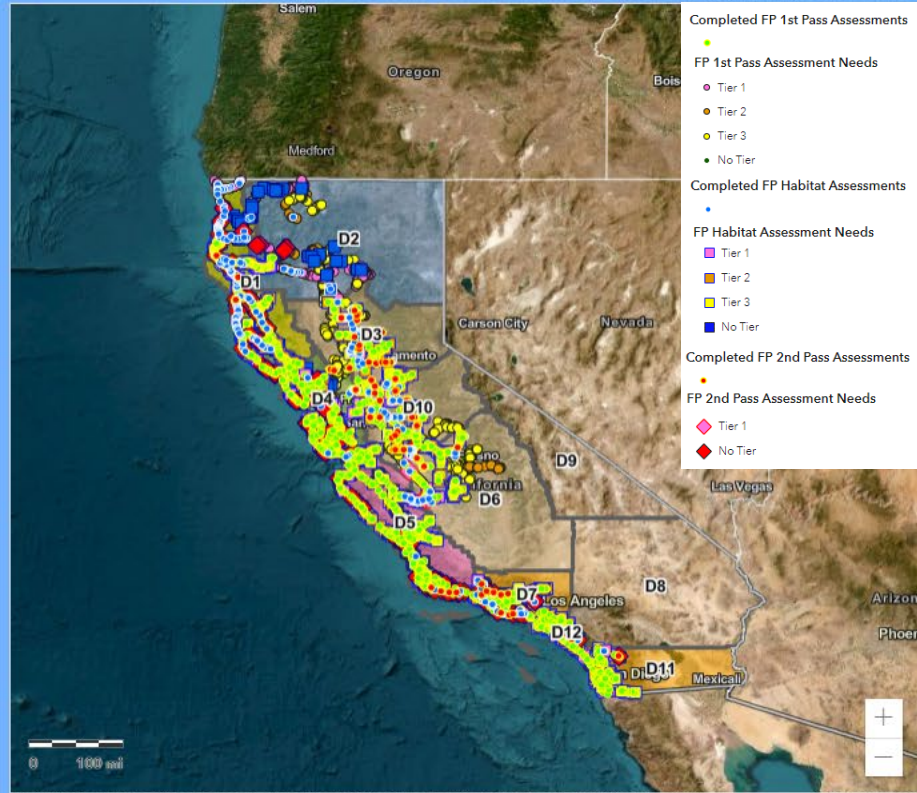 Salem
Completed FP 1st Pass Assessments
FP 1st Pass Assessment Needs
Tier 1
Tier 2
Tier 3
No Tier
Completed FP Habitat Assessments
FP Habitat Assessment Needs
Tier 1
Tier 2
Tier 3
No Tier
Completed FP 2nd Pass Assessments
FP 2nd Pass Assessment Needs
Tier 1
No Tier
Oregon
Bois
Medford
D2
D1
Carson City
Nevada
D3
amento
D4
D10
D9
D6
Las Vegas
D5
D8
D7
Los Angeles
Arizon
D12
Phoe
D11
Mexicali
0 100 mi
+
−